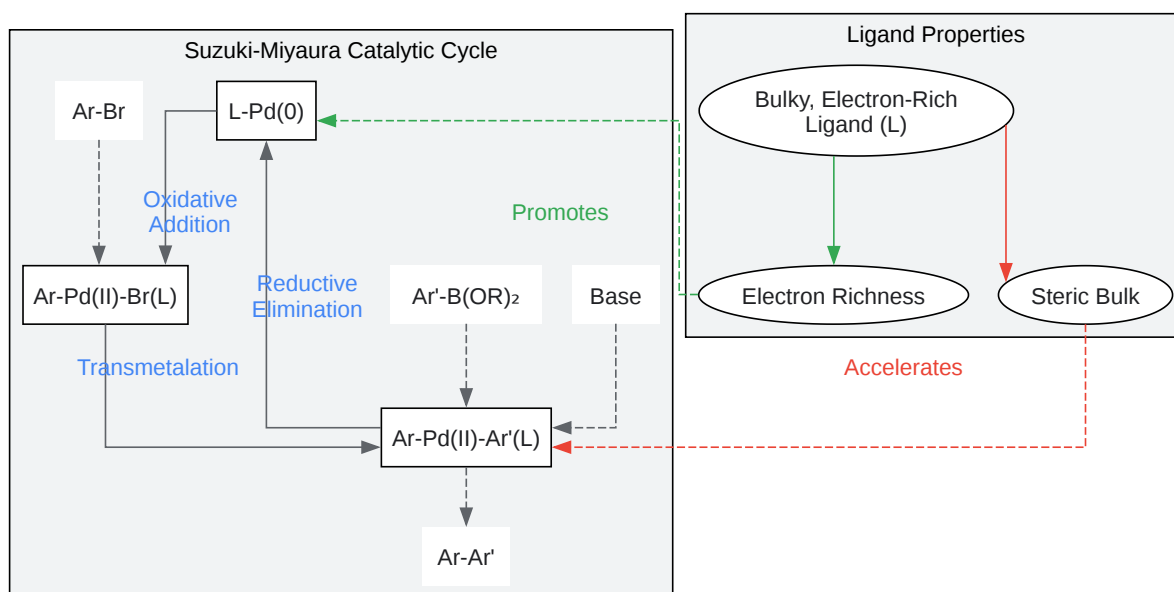 Suzuki-Miyaura Catalytic Cycle
Ar-Br
L-Pd(0)
Oxidative
Addition
Ar-Pd(II)-Br(L)
Reductive
Elimination
Ar'-B(OR)₂
Base
Transmetalation
Ar-Pd(II)-Ar'(L)
Ar-Ar'
Promotes
Ligand Properties
Bulky, Electron-Rich
Ligand (L)
Electron Richness
Steric Bulk
Accelerates